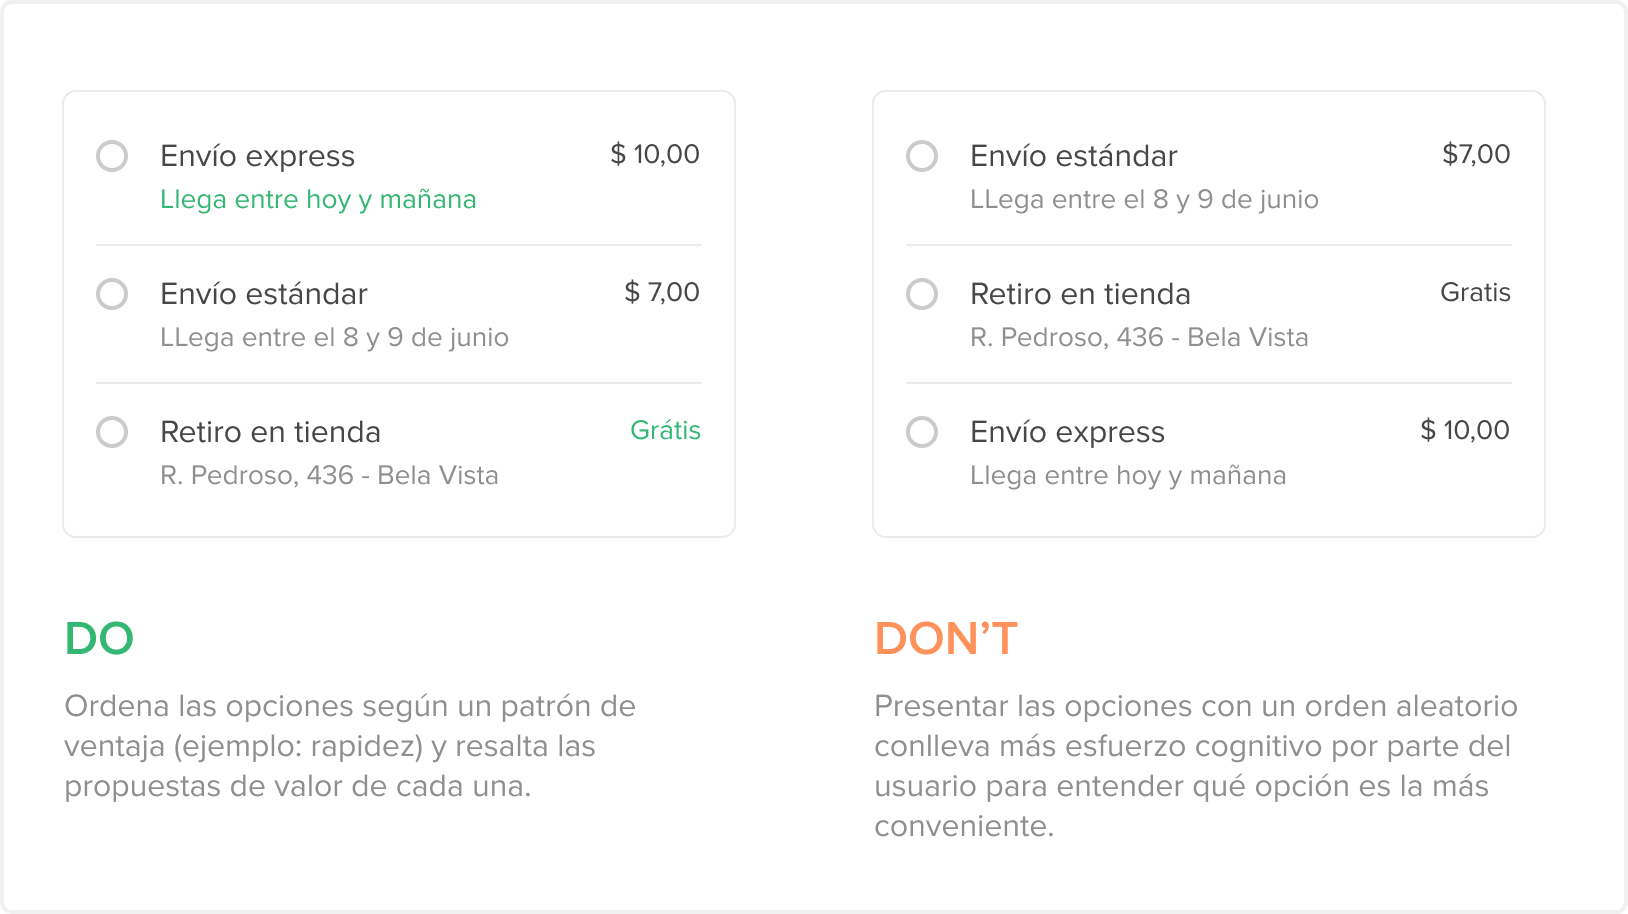 Envío express
$ 10,00
Llega entre hoy y mañana
Envío estándar
$ 7,00
LLega entre el 8 y 9 de junio
Retiro en tienda
Grátis
R. Pedroso, 436 - Bela Vista
DO
Ordena las opciones según un patrón de
ventaja (ejemplo: rapidez) y resalta las
propuestas de valor de cada una.
Envío estándar
$7,00
LLega entre el 8 y 9 de junio
Retiro en tienda
Gratis
R. Pedroso, 436 - Bela Vista
Envío express
$ 10,00
Llega entre hoy y mañana
DON’T
Presentar las opciones con un orden aleatorio
conlleva más esfuerzo cognitivo por parte del
usuario para entender qué opción es la más
conveniente.